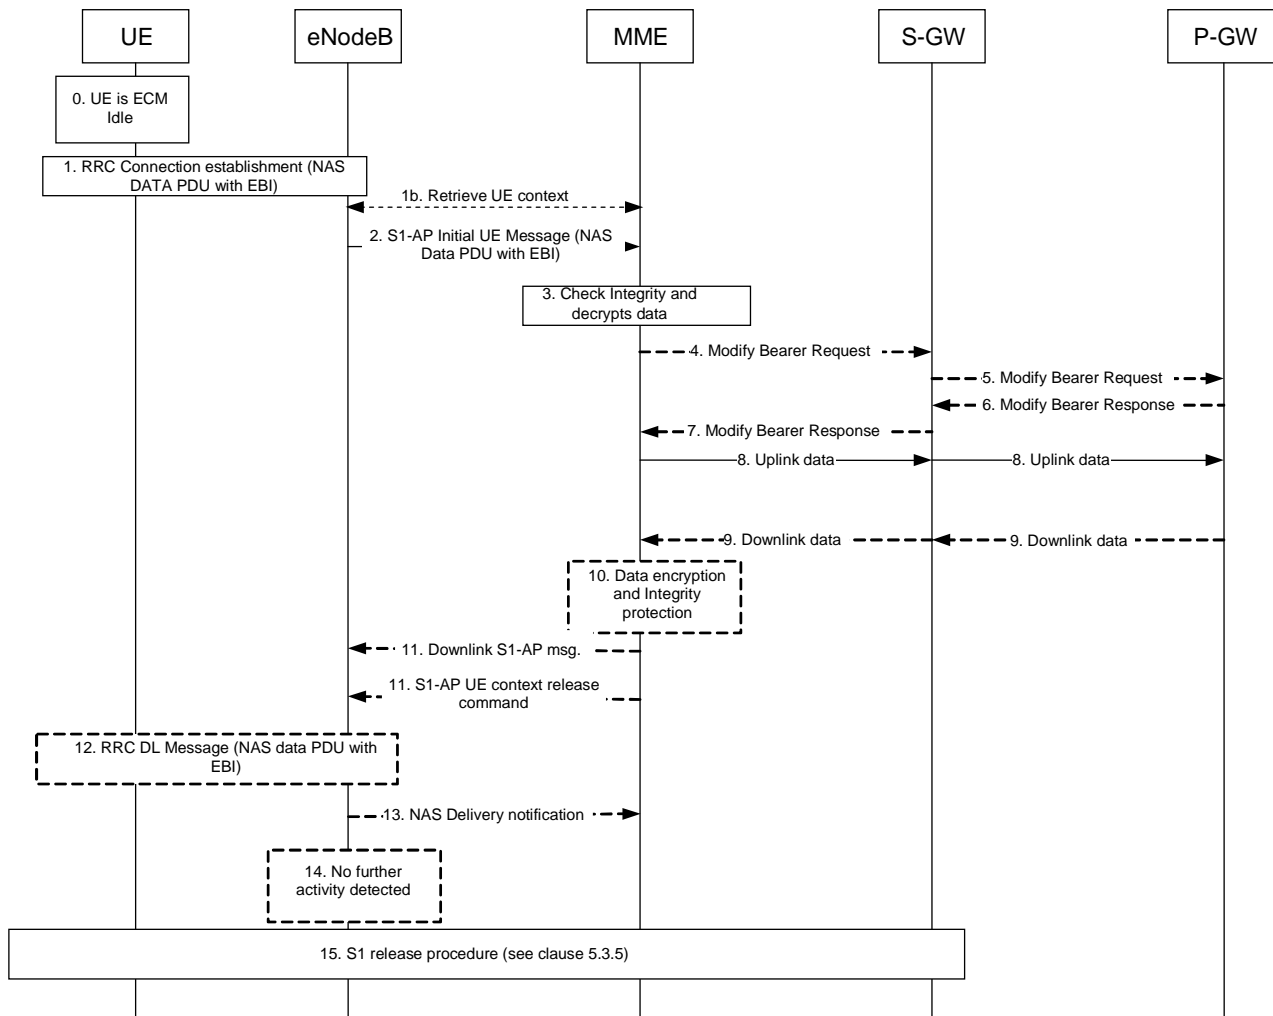 UE
eNodeB
MME
S-GW
P-GW
0. UE is ECM
Idle
1. RRC Connection establishment (NAS
DATA PDU with EBI)
1b. Retrieve UE context
2. S1-AP Initial UE Message (NAS
Data PDU with EBI)
3. Check Integrity and
decrypts data
4. Modify Bearer Request
5. Modify Bearer Request
6. Modify Bearer Response
7. Modify Bearer Response
8. Uplink data
8. Uplink data
9. Downlink data
9. Downlink data
10. Data encryption
and Integrity
protection
11. Downlink S1-AP msg.
11. S1-AP UE context release
command
12. RRC DL Message (NAS data PDU with
EBI)
13. NAS Delivery notification
14. No further
activity detected
15. S1 release procedure (see clause 5.3.5)